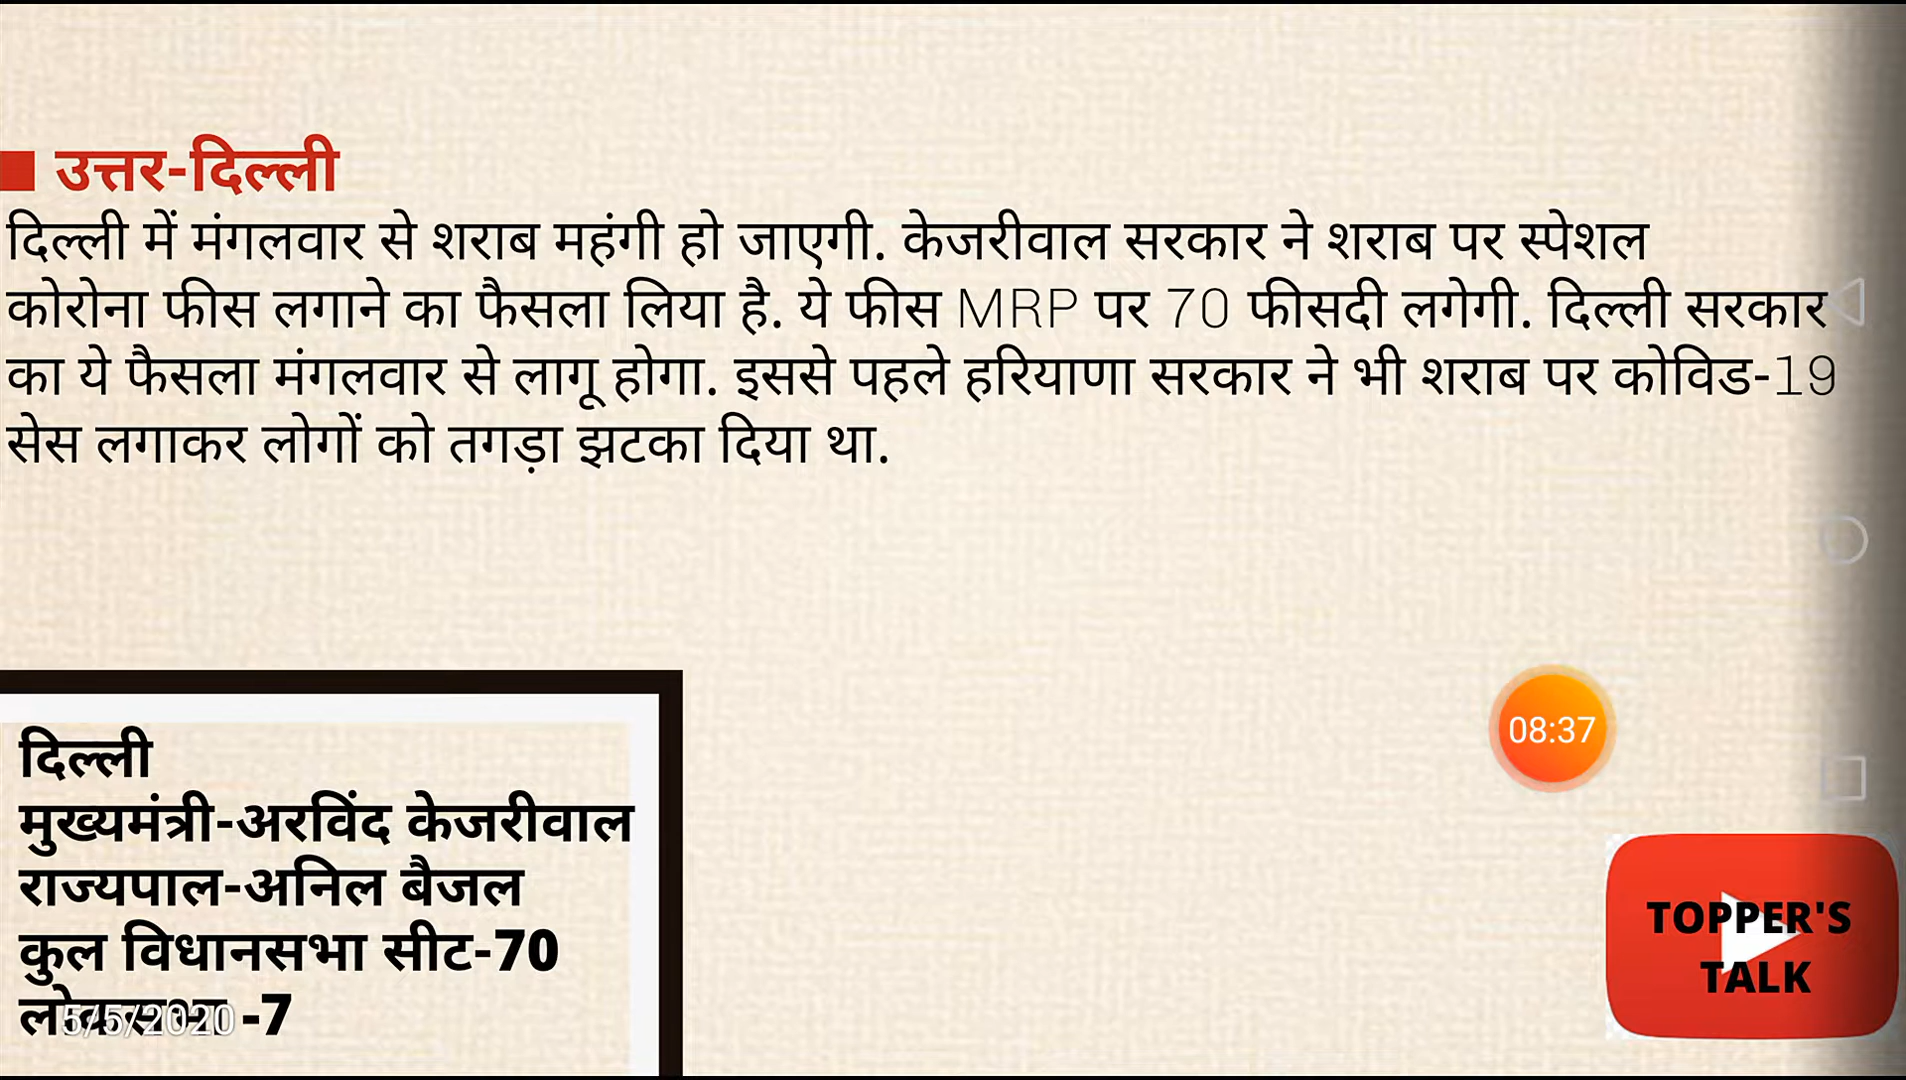 उत्तर-दिल्ली
दिल्ली में मंगलवार से शराब महंगी हो जाएगी. केजरीवाल सरकार ने शराब पर स्पेशल
कोरोना फीस लगाने का फैसला लिया है. ये फीस MRP पर 70 फीसदी लगेगी. दिल्ली सरकार
का ये फैसला मंगलवार से लागू होगा. इससे पहले हरियाणा सरकार ने भी शराब पर कोविड-19
सेस लगाकर लोगों को तगड़ा झटका दिया था.
दिल्ली
मुख्यमंत्री-अरविंद केजरीवाल
राज्यपाल-अनिल बैजल
कुल विधानसभा सीट-70
लोकसभा -7
5/5/2020
08:37
TOPPER'S
TALK